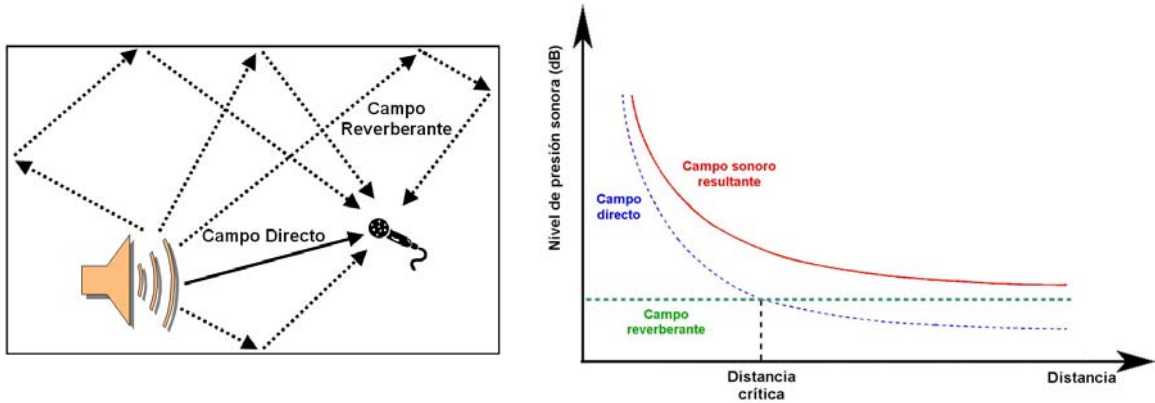 Campo
Reverberante
Campo Directo
Nivel de presión sonora (dB)
Campo sonoro
resultante
Campo
directo
Campo
reverberante
Distancia
crítica
Distancia